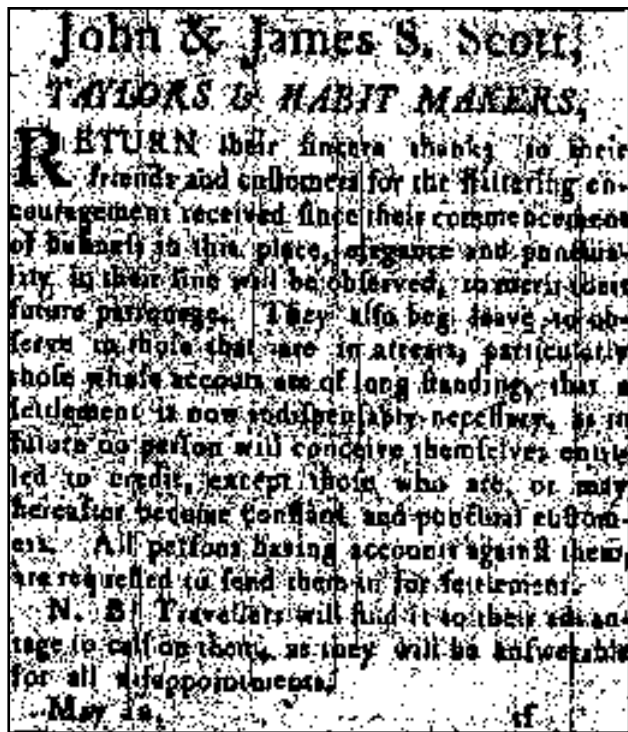 John & James S. Scott,
TAYLORS & HABIT MAKERS,
RETURN their ſincere thanks to their
friends and cuſtomers for the flattering en-
couragement received ſince their commencement
of buſineſs in this place, elegance and punctua-
lity in their line will be obſerved, to merit their
future patronage. They alſo beg leave to ob-
ſerve to thoſe that are in arrears, particularly
thoſe whoſe accounts are of long ſtanding, that a
ſettlement is now indiſpenſably neceſſary, as in
future no perſon will conceive themſelves entit-
led to credit, except thoſe who are, or may
hereafter become conſtant and punctual cuſtom-
ers. All perſons having accounts againſt them,
are requeſted to ſend them in for ſettlement.
N. B. Travellers will find it to their advan-
tage to call on them, as they will be anſwerable
for all diſappointments.
May tf